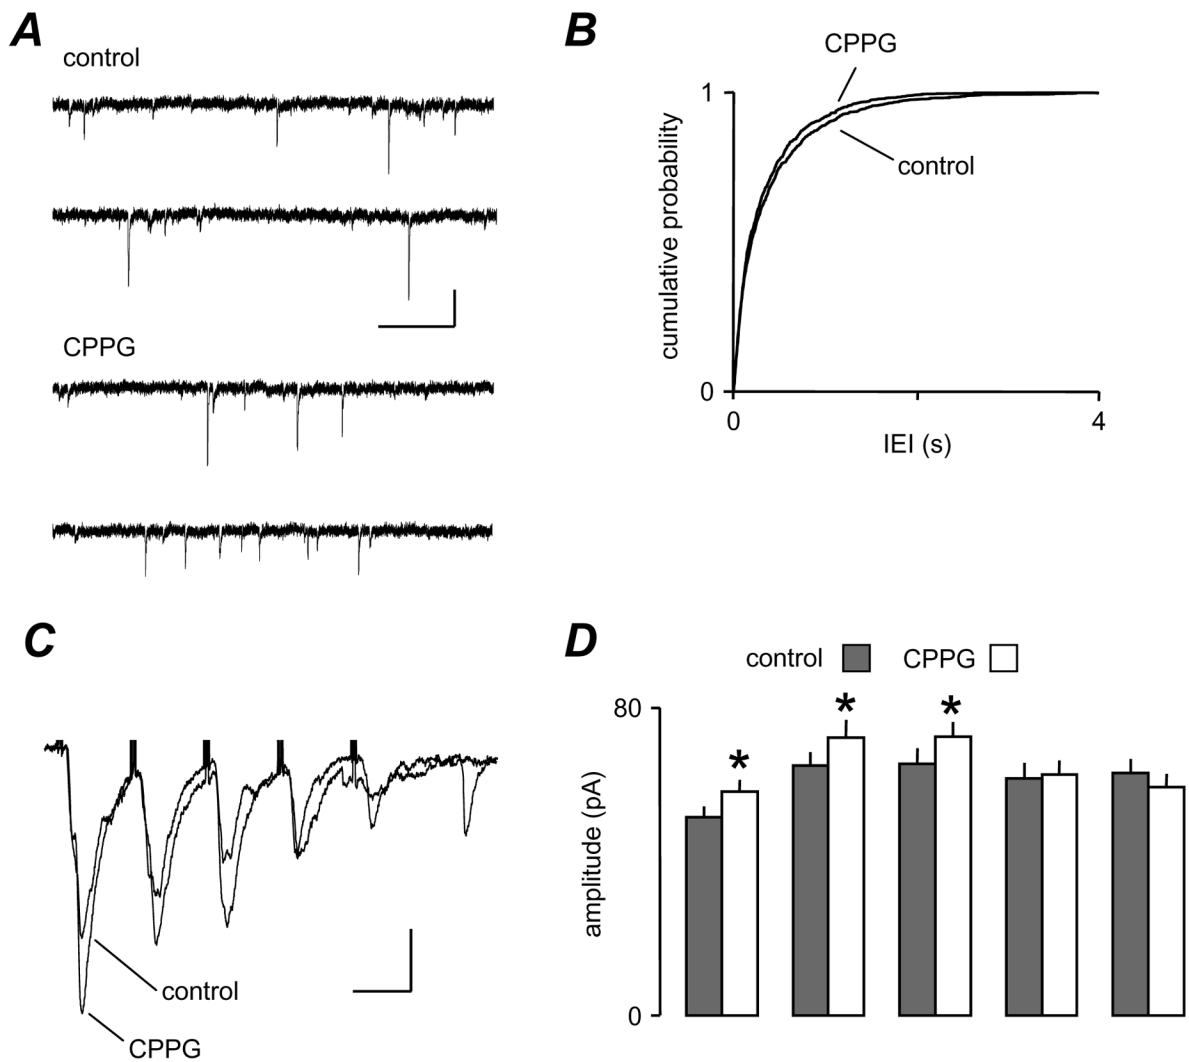 A
control
CPPG
B
CPPG
control
1
cumulative probability
0
0
4
IEI (s)
C
control
CPPG
D
control
CPPG
80
amplitude (pA)
0
*
*
*